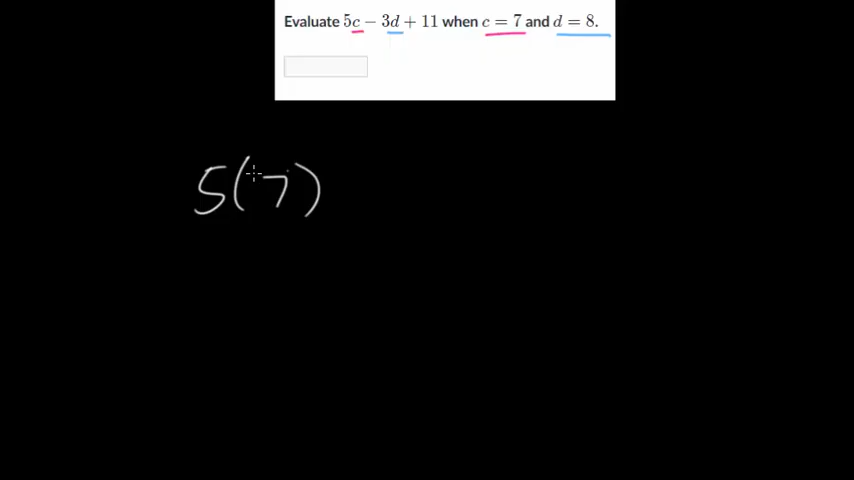 Evaluate 5c − 3d + 11 when c = 7 and d = 8.
5(7)